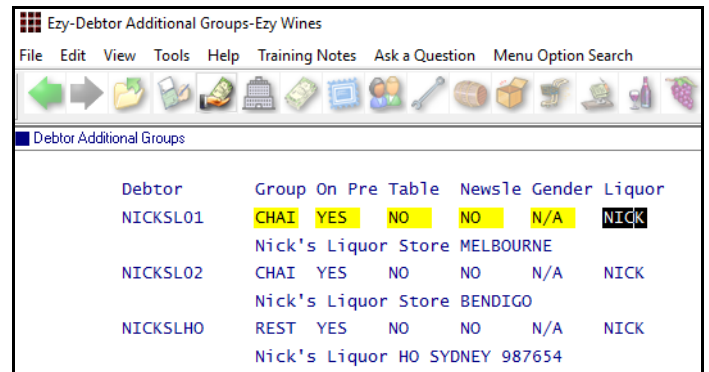 Ezy-Debtor Additional Groups-Ezy Wines
File Edit View Tools Help Training Notes Ask a Question Menu Option Search
Debtor Additional Groups
Debtor Group On Pre Table Newsle Gender Liquor
NICKSL01 CHAI YES NO NO N/A NICK
Nick's Liquor Store MELBOURNE
NICKSL02 CHAI YES NO NO N/A NICK
Nick's Liquor Store BENDIGO
NICKSLHO REST YES NO NO N/A NICK
Nick's Liquor HO SYDNEY 987654